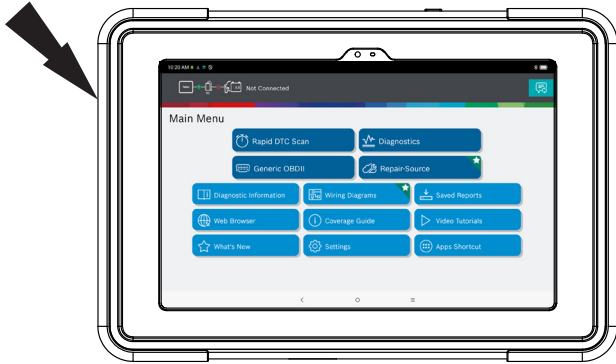 10:20 AM
Not Connected
Main Menu
Rapid DTC Scan
Diagnostics
Generic OBDII
Repair-Source
Diagnostic Information
Wiring Diagrams
Saved Reports
Web Browser
Coverage Guide
Video Tutorials
What's New
Settings
Apps Shortcut